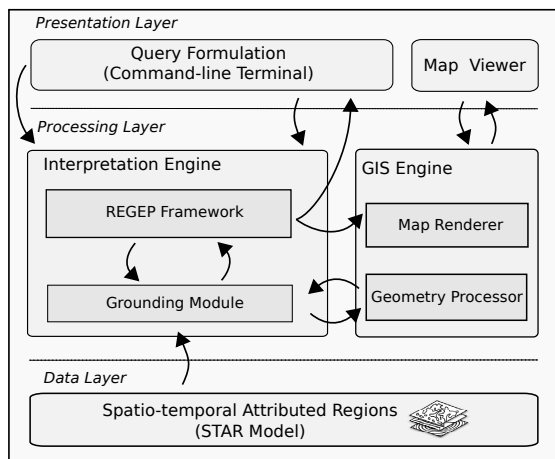 Presentation Layer
Query Formulation
(Command-line Terminal)
Map Viewer
Processing Layer
Interpretation Engine
GIS Engine
REGEP Framework
Map Renderer
Grounding Module
Geometry Processor
Data Layer
Spatio-temporal Attributed Regions
(STAR Model)